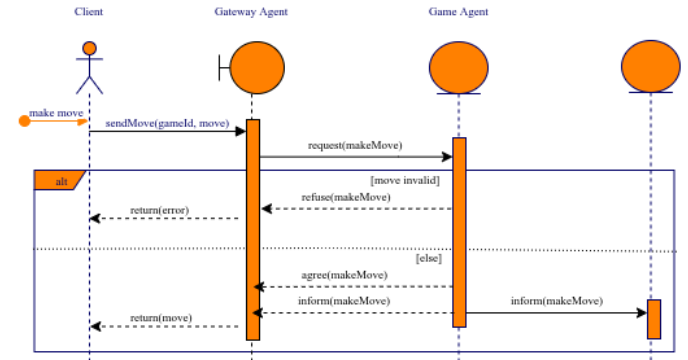 Client
Gateway Agent
Game Agent
make move
sendMove(gameId, move)
request(makeMove)
alt
[move invalid]
refuse(makeMove)
return(error)
[else]
agree(makeMove)
inform(makeMove)
inform(makeMove)
return(move)